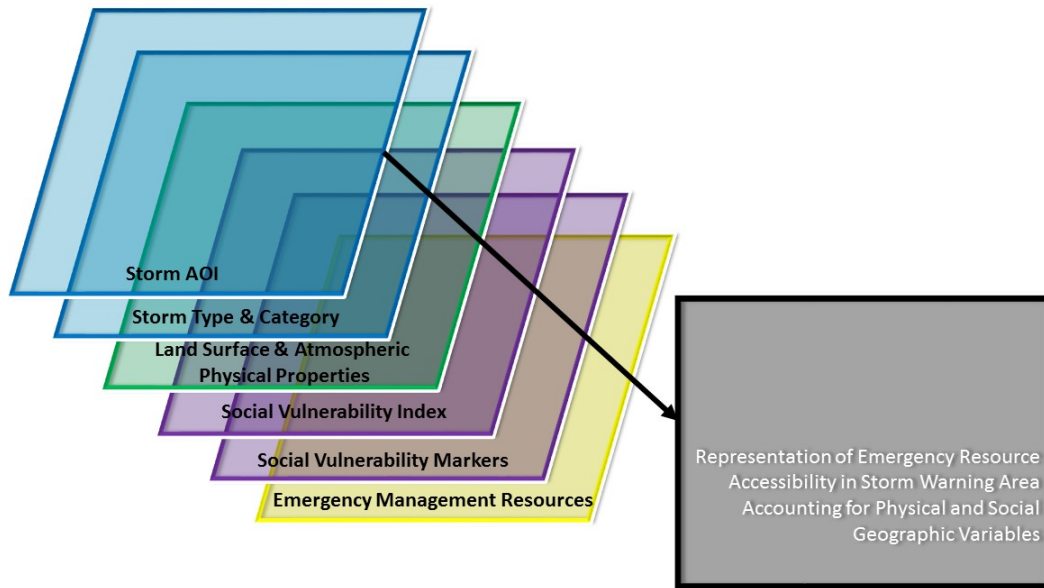 Storm AOI
Storm Type & Category
Land Surface & Atmospheric
Physical Properties
Social Vulnerability Index
Social Vulnerability Markers
Emergency Management Resources
Representation of Emergency Resource
Accessibility in Storm Warning Area
Accounting for Physical and Social
Geographic Variables